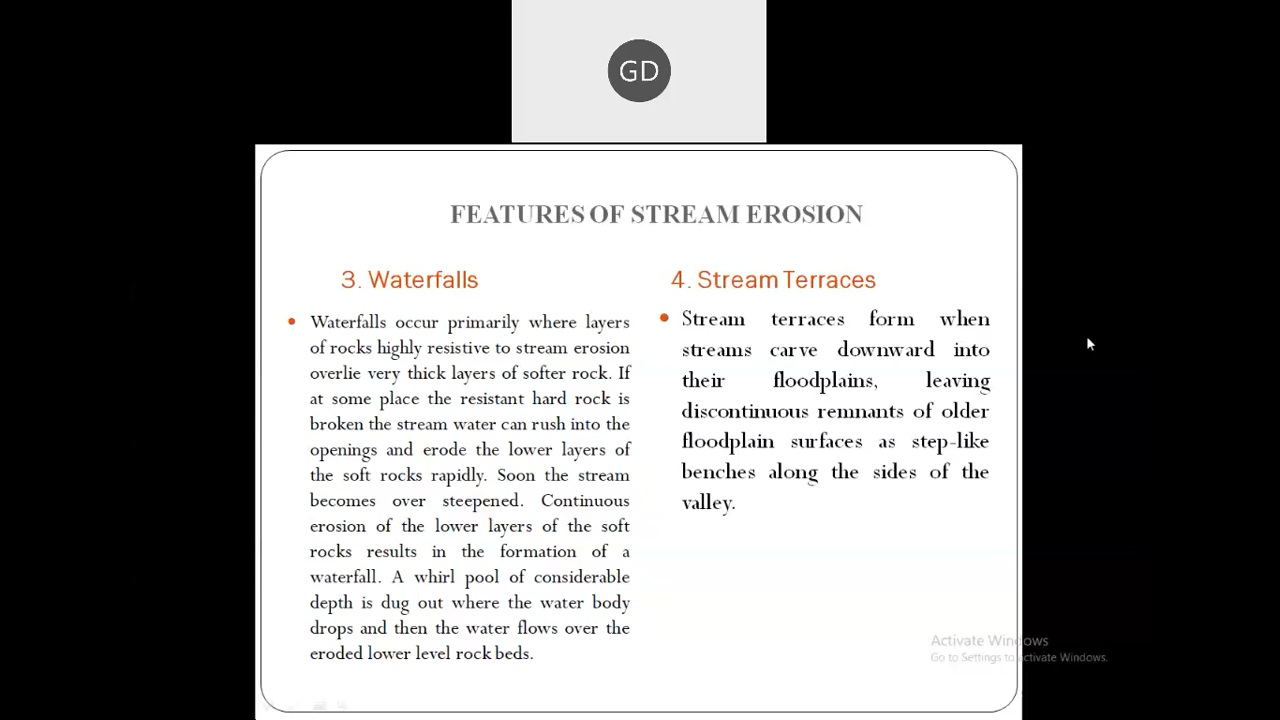 GD
FEATURES OF STREAM EROSION
3. Waterfalls
• Waterfalls occur primarily where layers
of rocks highly resistive to stream erosion
overlie very thick layers of softer rock. If
at some place the resistant hard rock is
broken the stream water can rush into the
openings and erode the lower layers of
the soft rocks rapidly. Soon the stream
becomes over steepened. Continuous
erosion of the lower layers of the soft
rocks results in the formation of a
waterfall. A whirl pool of considerable
depth is dug out where the water body
drops and then the water flows over the
eroded lower level rock beds.
4. Stream Terraces
• Stream terraces form when
streams carve downward into
their floodplains, leaving
discontinuous remnants of older
floodplain surfaces as step-like
benches along the sides of the
valley.
Activate Windows
Go to Settings to activate Windows.